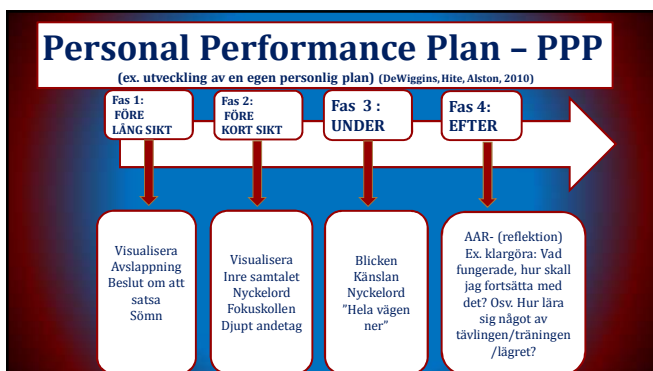 Personal Performance Plan – PPP
(ex. utveckling av en egen personlig plan) (DeWiggins, Hite, Alston, 2010)
Fas 1:
FÖRE
LÅNG SIKT
Fas 2:
FÖRE
KORT SIKT
Fas 3 :
UNDER
Fas 4:
EFTER
Visualisera
Avslappning
Beslut om att
satsa
Sömn
Visualisera
Inre samtalet
Nyckelord
Fokuskollen
Djupt andetag
Blicken
Känslan
Nyckelord
”Hela vägen
ner”
AAR- (reflektion)
Ex. klargöra: Vad
fungerade, hur skall
jag fortsätta med
det? Osv. Hur lära
sig något av
tävlingen/träningen
/lägret?